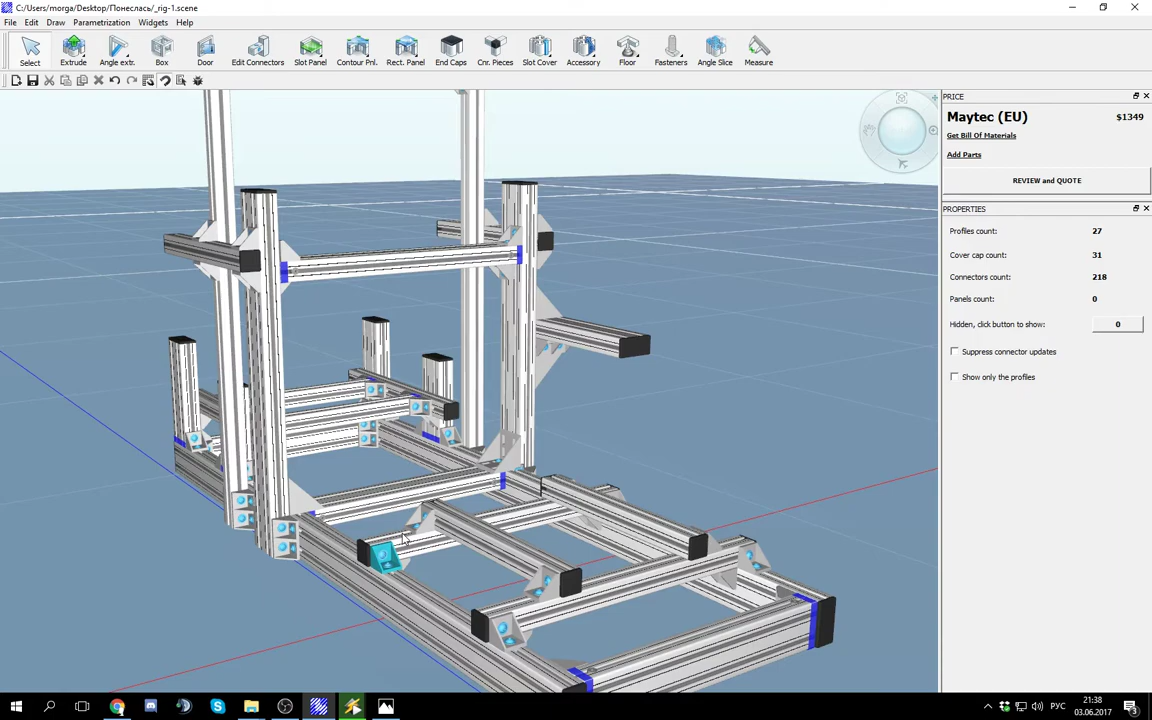 C:/Users/morga/Desktop/Понеслась/_rig-1.scene
File Edit Draw Parametrization Widgets Help
Select Extrude Angle extr. Box Door Edit Connectors Slot Panel Contour Pnl. Rect. Panel End Caps Cnr. Pieces Slot Cover Accessory Floor Fasteners Angle Slice Measure
PRICE
Maytec (EU) $1349
Get Bill Of Materials
Add Parts
REVIEW and QUOTE
PROPERTIES
Profiles count: 27
Cover cap count: 31
Connectors count: 218
Panels count: 0
Hidden, click button to show: 0
Suppress connector updates
Show only the profiles
РУС
21:38
03.06.2017
3